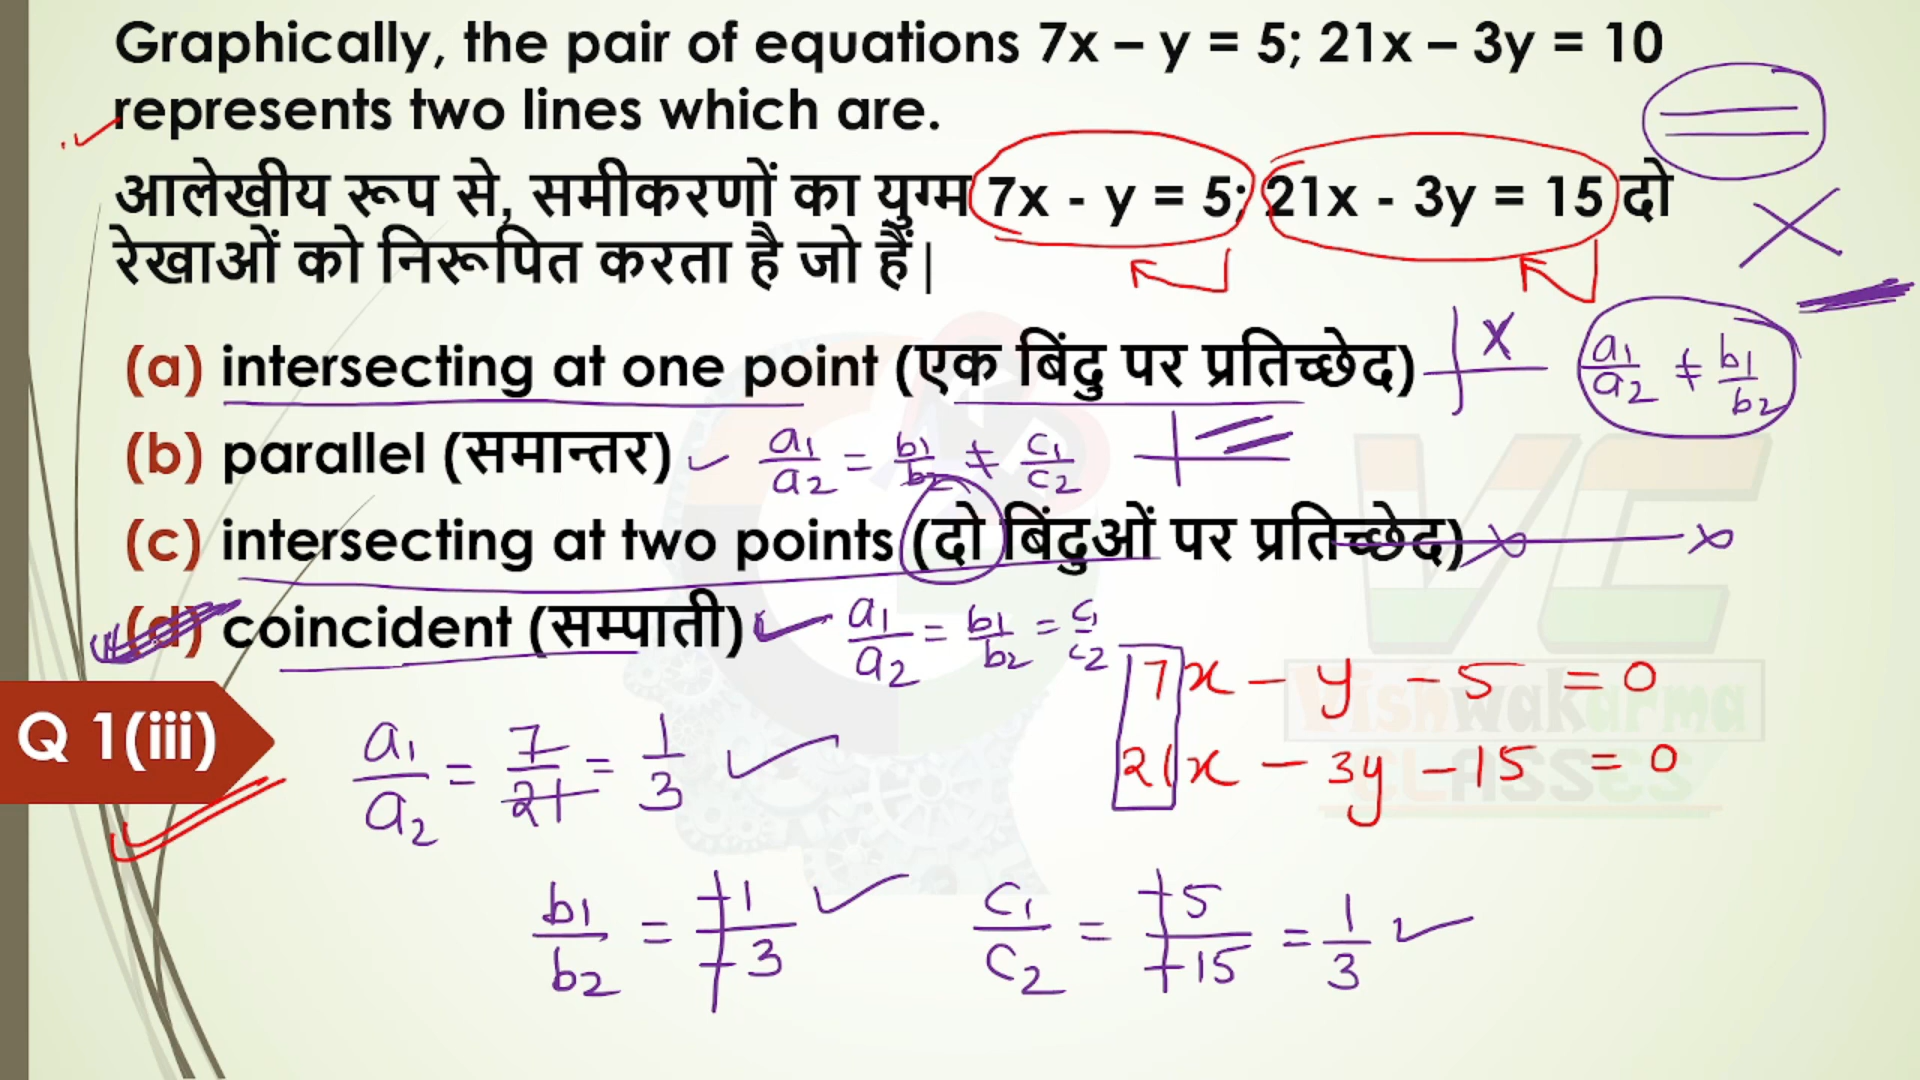 Graphically, the pair of equations 7x – y = 5; 21x – 3y = 10
represents two lines which are.
आलेखीय रूप से, समीकरणों का युग्म 7x - y = 5; 21x - 3y = 15 दो
रेखाओं को निरूपित करता है जो हैं|
(a) intersecting at one point (एक बिंदु पर प्रतिच्छेद) x a1/a2 ≠ b1/b2
(b) parallel (समान्तर) a1/a2 = b1/b2 ≠ c1/c2
(c) intersecting at two points (दो बिंदुओं पर प्रतिच्छेद)
(d) coincident (सम्पाती) a1/a2 = b1/b2 = c1/c2
7x – y – 5 = 0
Q 1(iii)
a1/a2 = 7/21 = 1/3
21x – 3y – 15 = 0
b1/b2 = -1/-3
c1/c2 = -5/-15 = 1/3
VC
Vishwakarma
CLASSES